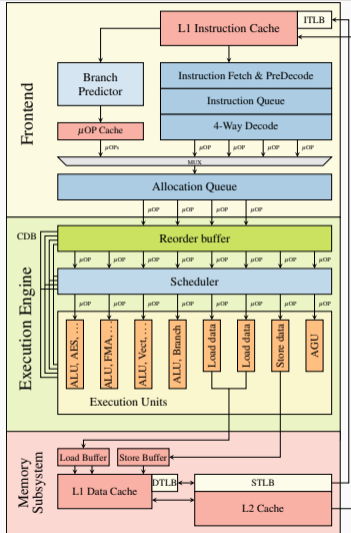 Frontend
L1 Instruction Cache
ITLB
Branch
Predictor
Instruction Fetch & PreDecode
Instruction Queue
4-Way Decode
μOP Cache
μOPs
μOP μOP μOP μOP
MUX
Allocation Queue
μOP μOP μOP μOP
Execution Engine
CDB
Reorder buffer
μOP μOP μOP μOP μOP μOP μOP μOP
Scheduler
μOP μOP μOP μOP μOP μOP μOP μOP
ALU, AES, …
ALU, FMA, …
ALU, Vect, …
ALU, Branch
Load data
Load data
Store data
AGU
Execution Units
Memory
Subsystem
Load Buffer
Store Buffer
L1 Data Cache
DTLB
STLB
L2 Cache